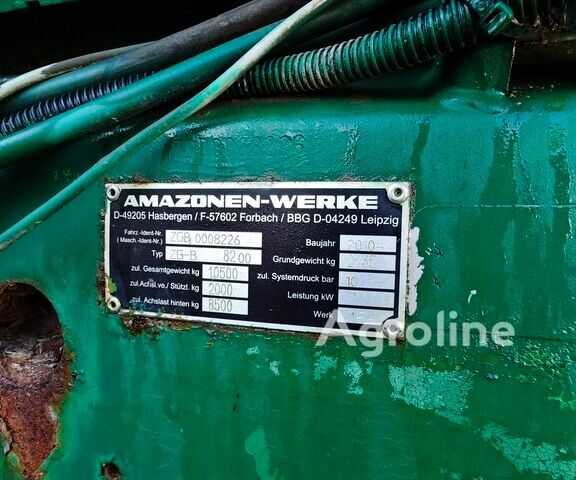 AMAZONEN-WERKE
D-49205 Hasbergen / F-57602 Forbach / BBG D-04249 Leipzig
Fahrz.-Ident-Nr. (Masch.-Ident-Nr.) ZGB 0008226 Baujahr 2010
Typ ZG-B 8200 Grundgewicht kg
zul. Gesamtgewicht kg 10500 zul. Systemdruck bar
zul. Achsl.vo./ Stützl. kg 2000 Leistung kW
zul. Achslast hinten kg 8500 Werk
Agroline